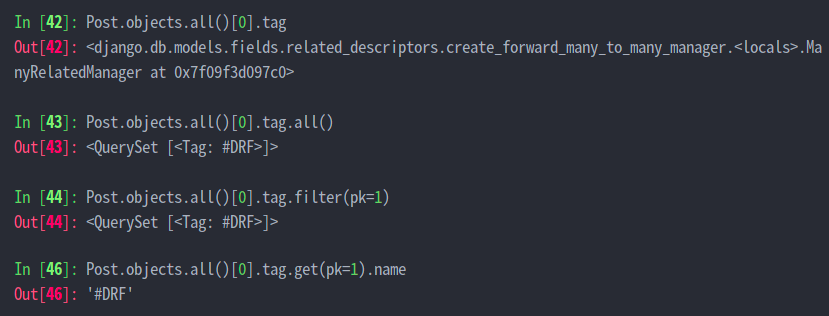 In [42]: Post.objects.all()[0].tag
Out[42]: <django.db.models.fields.related_descriptors.create_forward_many_to_many_manager.<locals>.Ma
nyRelatedManager at 0x7f09f3d097c0>
In [43]: Post.objects.all()[0].tag.all()
Out[43]: <QuerySet [<Tag: #DRF>]>
In [44]: Post.objects.all()[0].tag.filter(pk=1)
Out[44]: <QuerySet [<Tag: #DRF>]>
In [46]: Post.objects.all()[0].tag.get(pk=1).name
Out[46]: '#DRF'